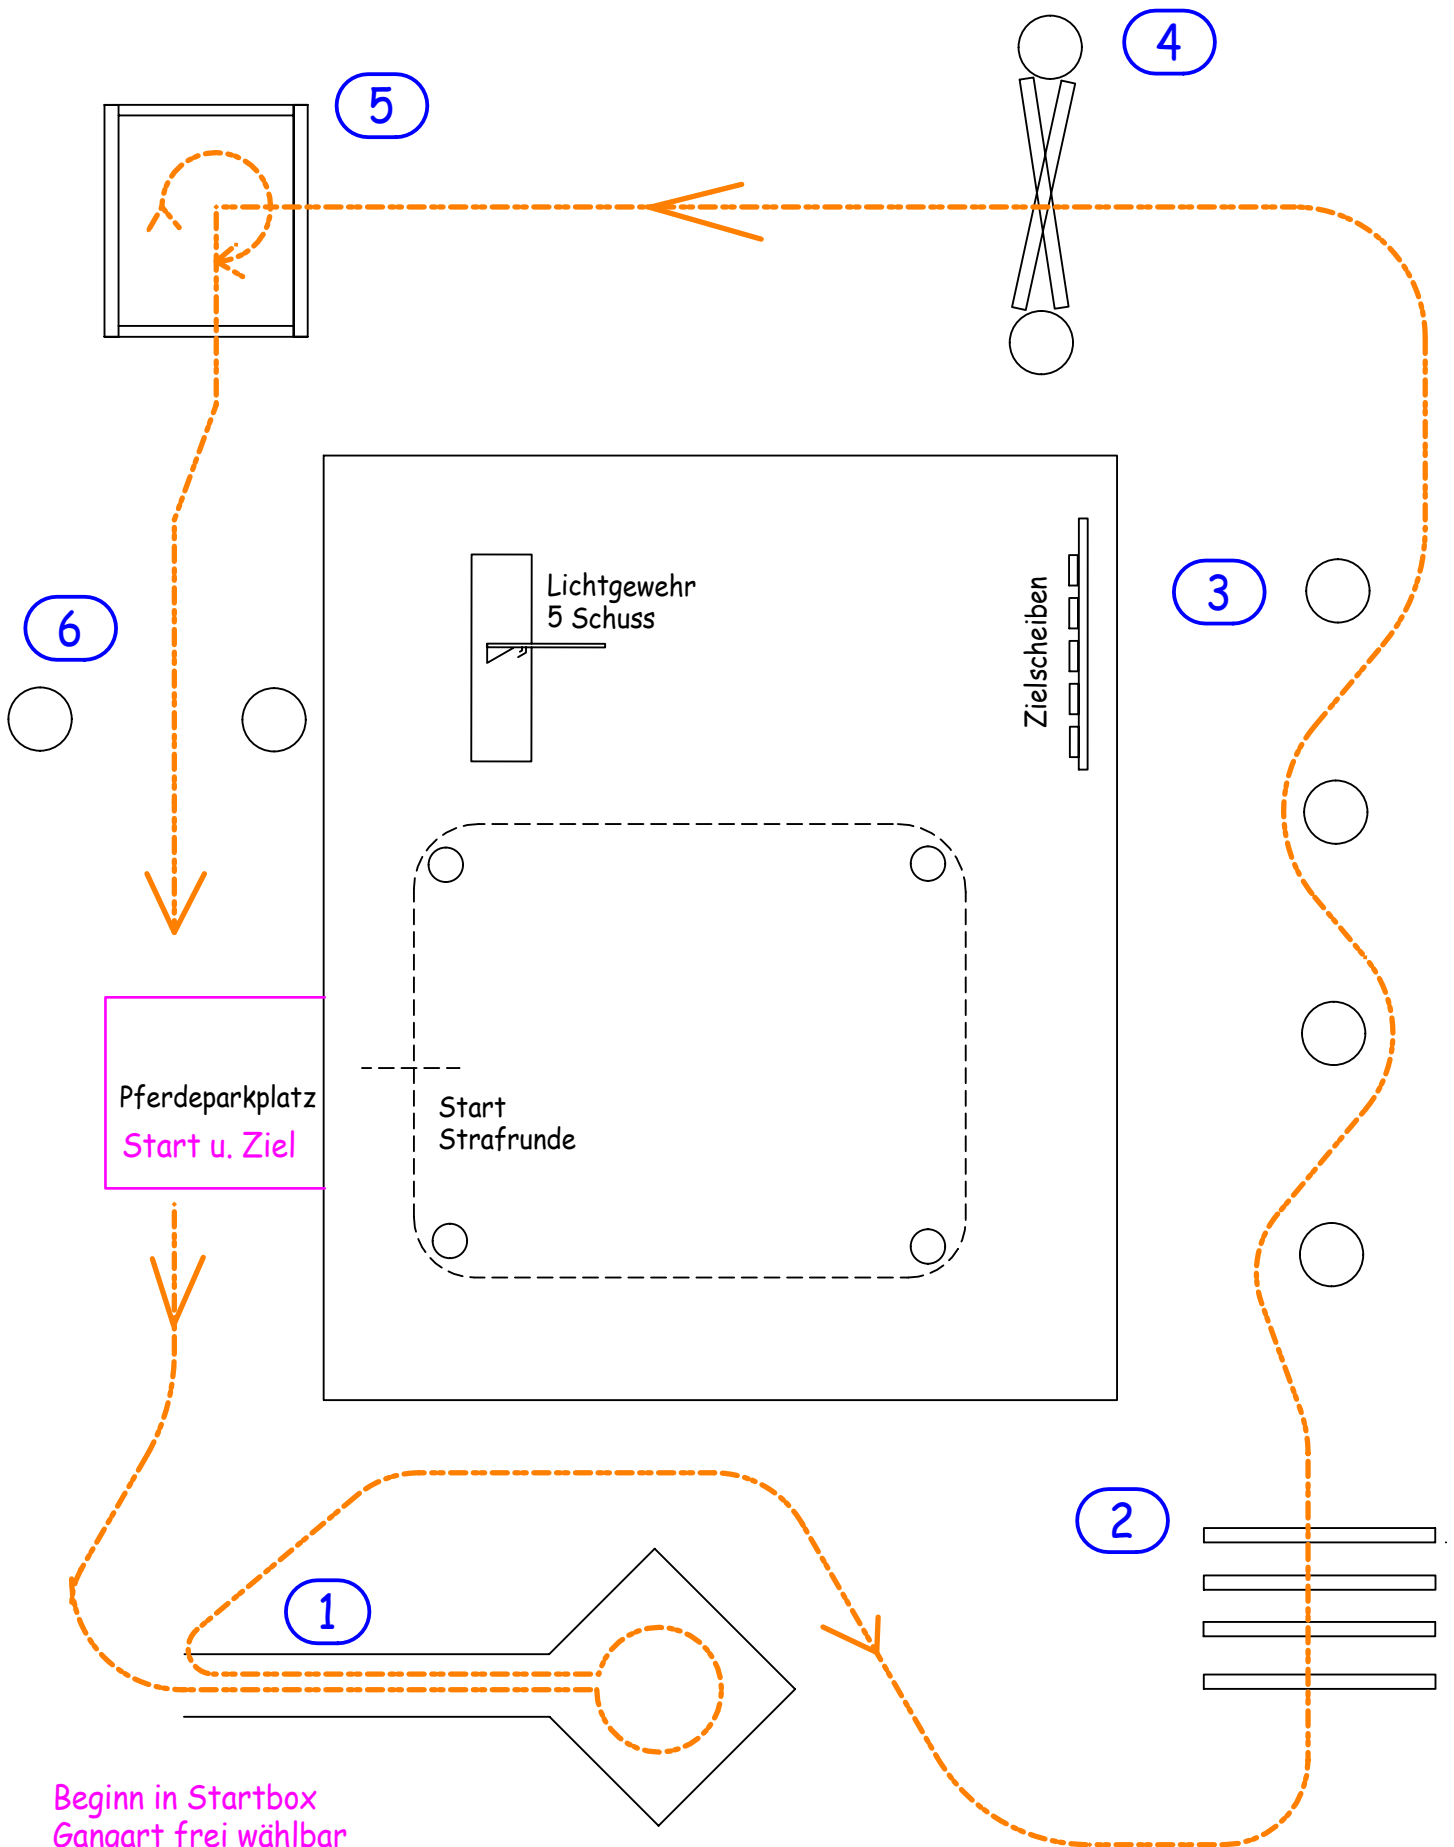 4
5
Lichtgewehr
5 Schuss
Zielscheiben
3
6
Pferdeparkplatz
Start u. Ziel
Start
Strafrunde
2
1
Beginn in Startbox
Gangart frei wählbar